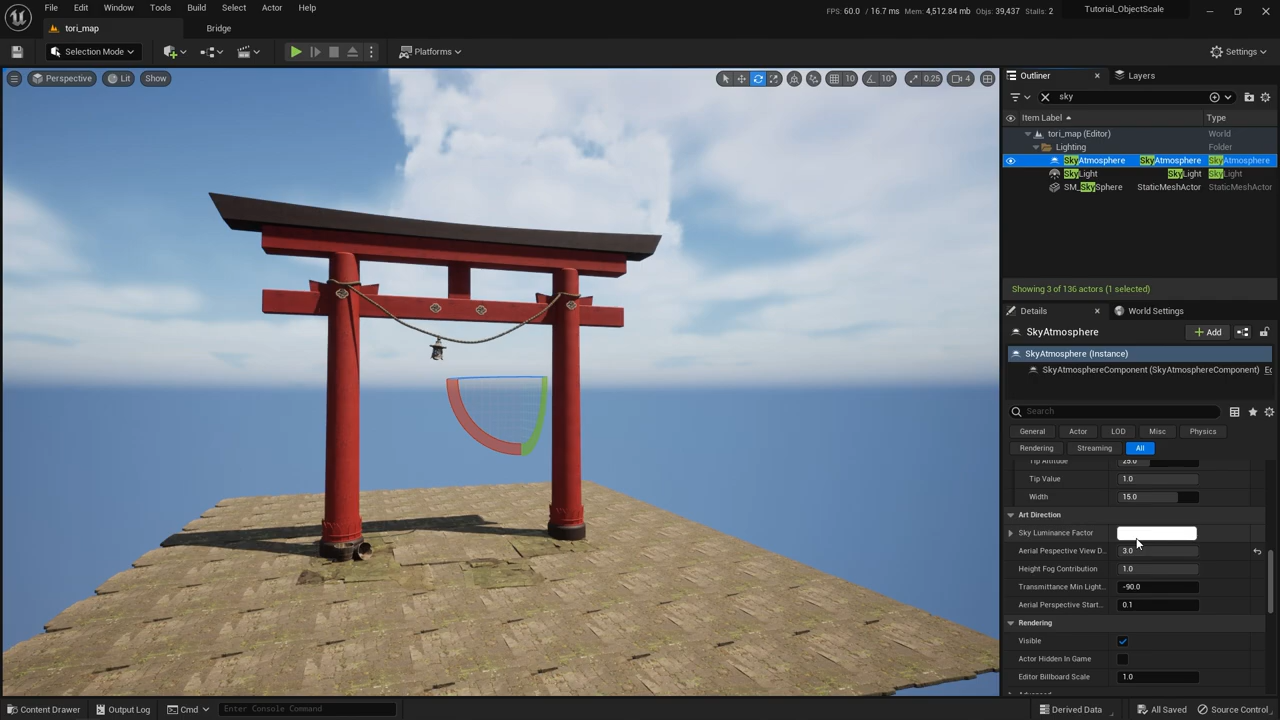 File Edit Window Tools Build Select Actor Help
FPS: 60.0 / 16.7 ms Mem: 4,512.84 mb Objs: 39,437 Stalls: 2
Tutorial_ObjectScale
tori_map
Bridge
Selection Mode
Platforms
Settings
Perspective Lit Show
10 10° 0.25 4
Outliner Layers
sky
Item Label Type
tori_map (Editor) World
Lighting Folder
SkyAtmosphere SkyAtmosphere SkyAtmosphere
SkyLight SkyLight SkyLight
SM_SkySphere StaticMeshActor StaticMeshActor
Showing 3 of 136 actors (1 selected)
Details World Settings
SkyAtmosphere
Add
SkyAtmosphere (Instance)
SkyAtmosphereComponent (SkyAtmosphereComponent)
Search
General Actor LOD Misc Physics
Rendering Streaming All
Tip Altitude 25.0
Tip Value 1.0
Width 15.0
Art Direction
Sky Luminance Factor
Aerial Pespective View D... 3.0
Height Fog Contribution 1.0
Transmittance Min Light... -90.0
Aerial Perspective Start... 0.1
Rendering
Visible
Actor Hidden In Game
Editor Billboard Scale 1.0
Content Drawer Output Log Cmd Enter Console Command
Derived Data All Saved Source Control